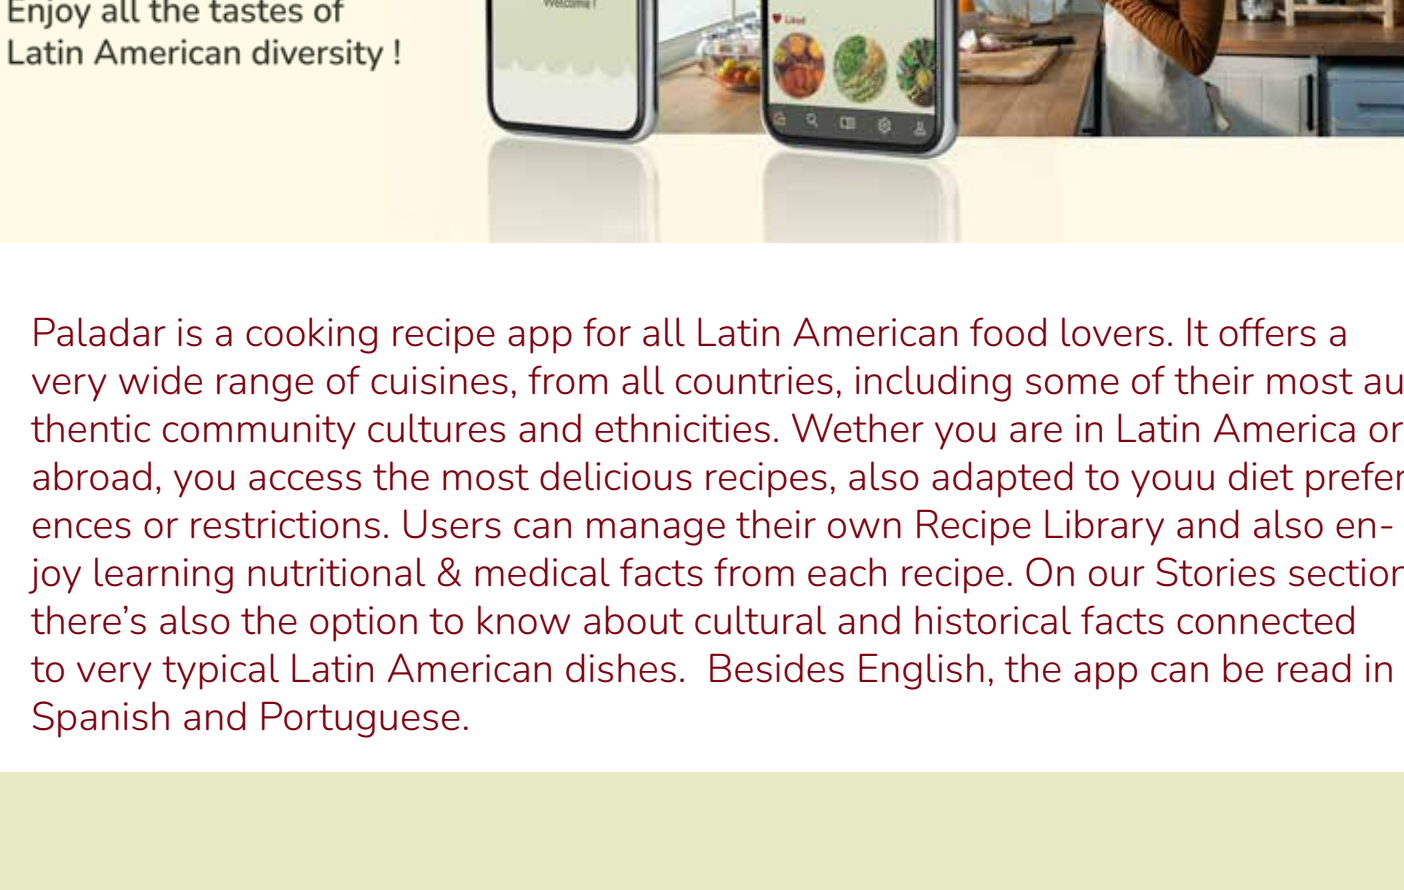 Enjoy all the tastes of
Latin American diversity !
Welcome !
Liked
Paladar is a cooking recipe app for all Latin American food lovers. It offers a
very wide range of cuisines, from all countries, including some of their most au
thentic community cultures and ethnicities. Wether you are in Latin America or
abroad, you access the most delicious recipes, also adapted to youu diet prefer
ences or restrictions. Users can manage their own Recipe Library and also en-
joy learning nutritional & medical facts from each recipe. On our Stories section
there’s also the option to know about cultural and historical facts connected
to very typical Latin American dishes.  Besides English, the app can be read in
Spanish and Portuguese.